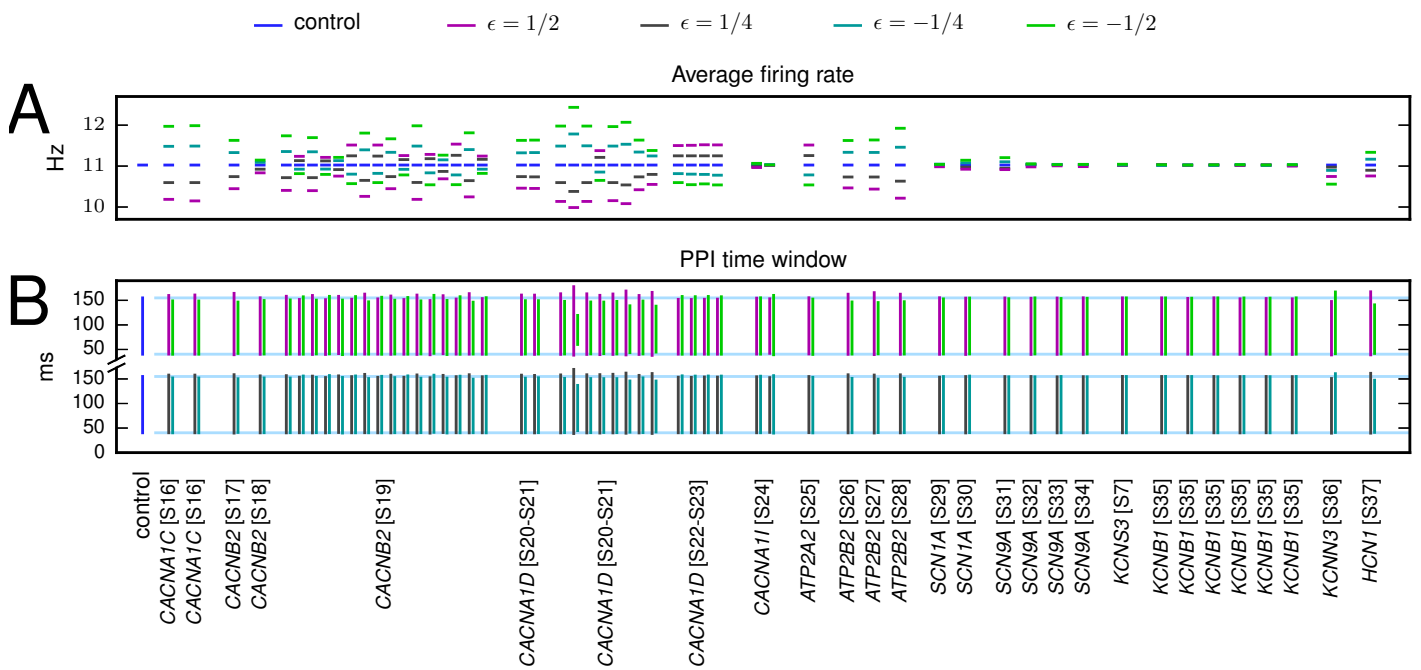 control ϵ = 1/2 ϵ = 1/4 ϵ = −1/4 ϵ = −1/2
A
Average firing rate
Hz
12
11
10
B
PPI time window
ms
150
100
50
150
100
50
0
control
CACNA1C [S16]
CACNA1C [S16]
CACNB2 [S17]
CACNB2 [S18]
CACNB2 [S19]
CACNA1D [S20-S21]
CACNA1D [S20-S21]
CACNA1D [S22-S23]
CACNA1I [S24]
ATP2A2 [S25]
ATP2B2 [S26]
ATP2B2 [S27]
ATP2B2 [S28]
SCN1A [S29]
SCN1A [S30]
SCN9A [S31]
SCN9A [S32]
SCN9A [S33]
SCN9A [S34]
KCNS3 [S7]
KCNB1 [S35]
KCNB1 [S35]
KCNB1 [S35]
KCNB1 [S35]
KCNB1 [S35]
KCNB1 [S35]
KCNN3 [S36]
HCN1 [S37]